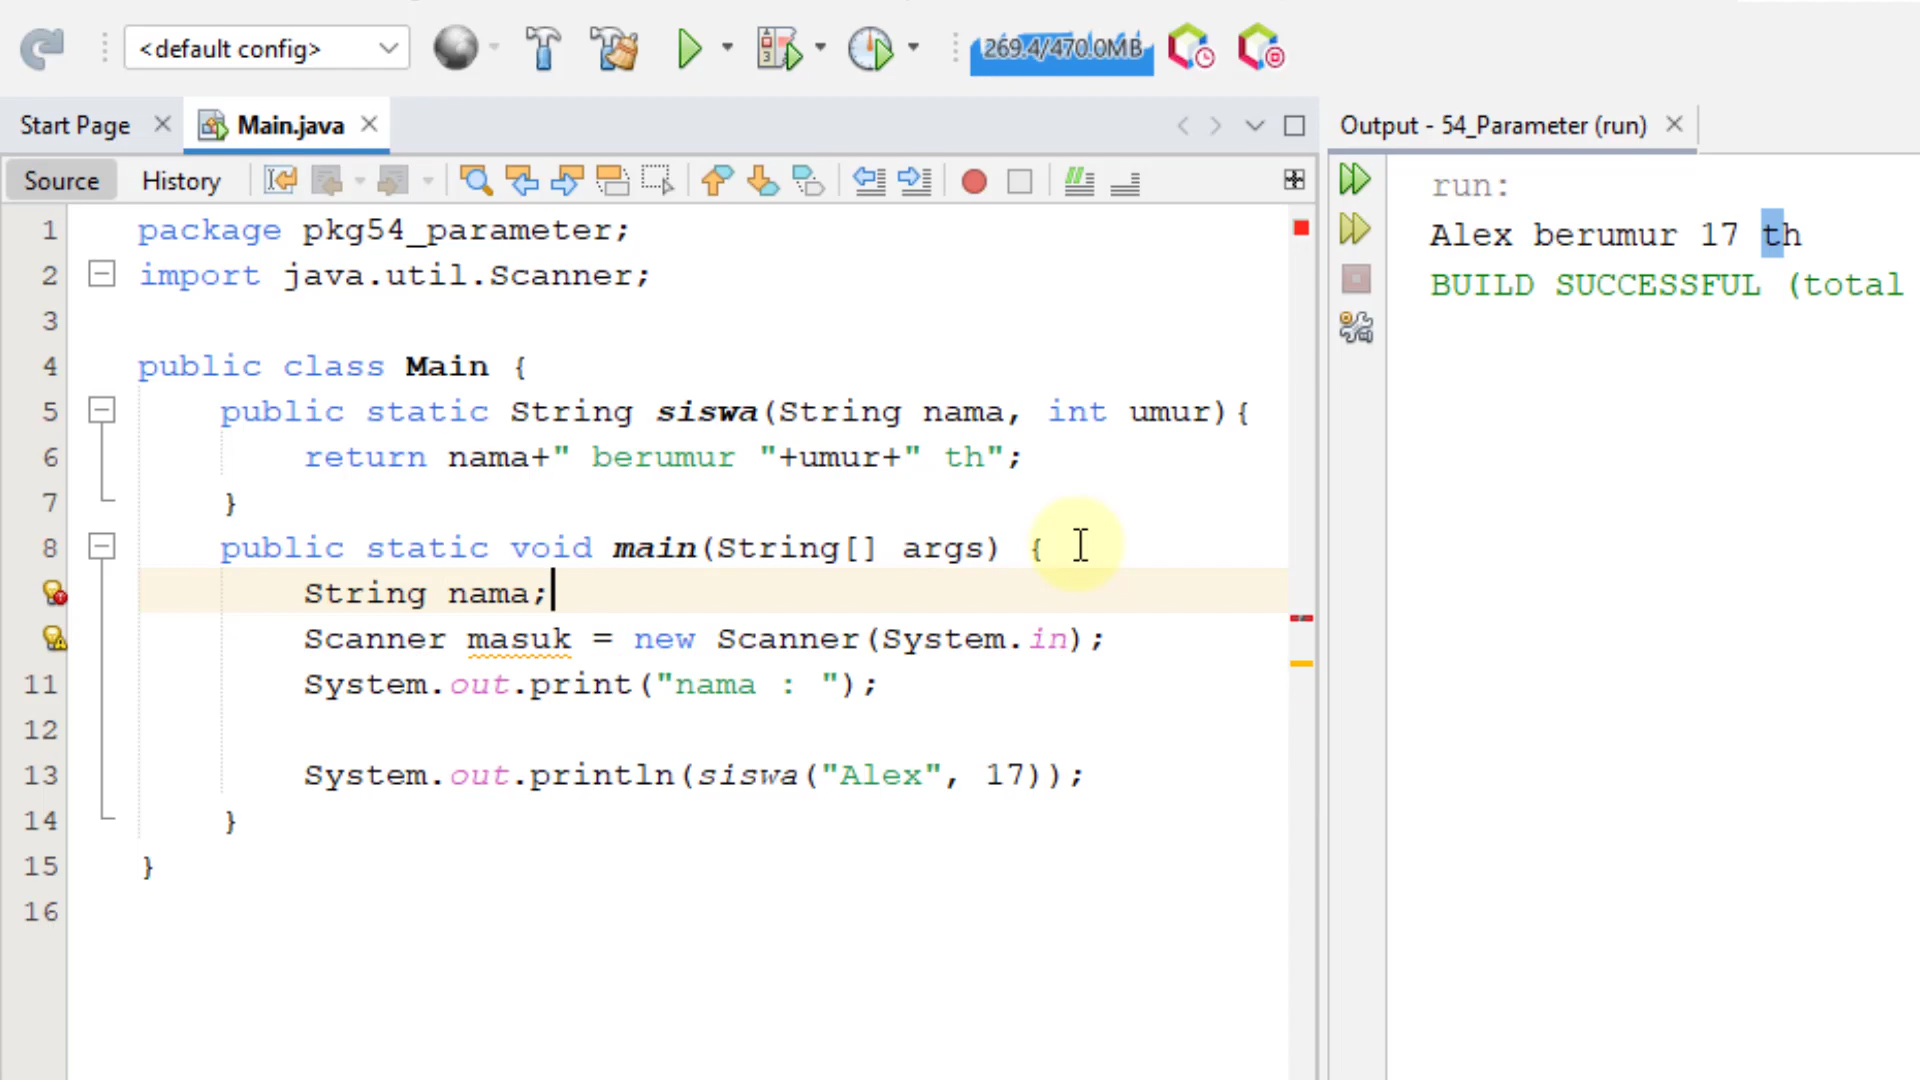 <default config>
269.4/470.0MB
Start Page
Main.java
Output - 54_Parameter (run)
Source
History
1 package pkg54_parameter;
2 import java.util.Scanner;
3
4 public class Main {
5 public static String siswa(String nama, int umur){
6 return nama+" berumur "+umur+" th";
7 }
8 public static void main(String[] args) {
String nama;
Scanner masuk = new Scanner(System.in);
11 System.out.print("nama : ");
12
13 System.out.println(siswa("Alex", 17));
14 }
15 }
16
run:
Alex berumur 17 th
BUILD SUCCESSFUL (total